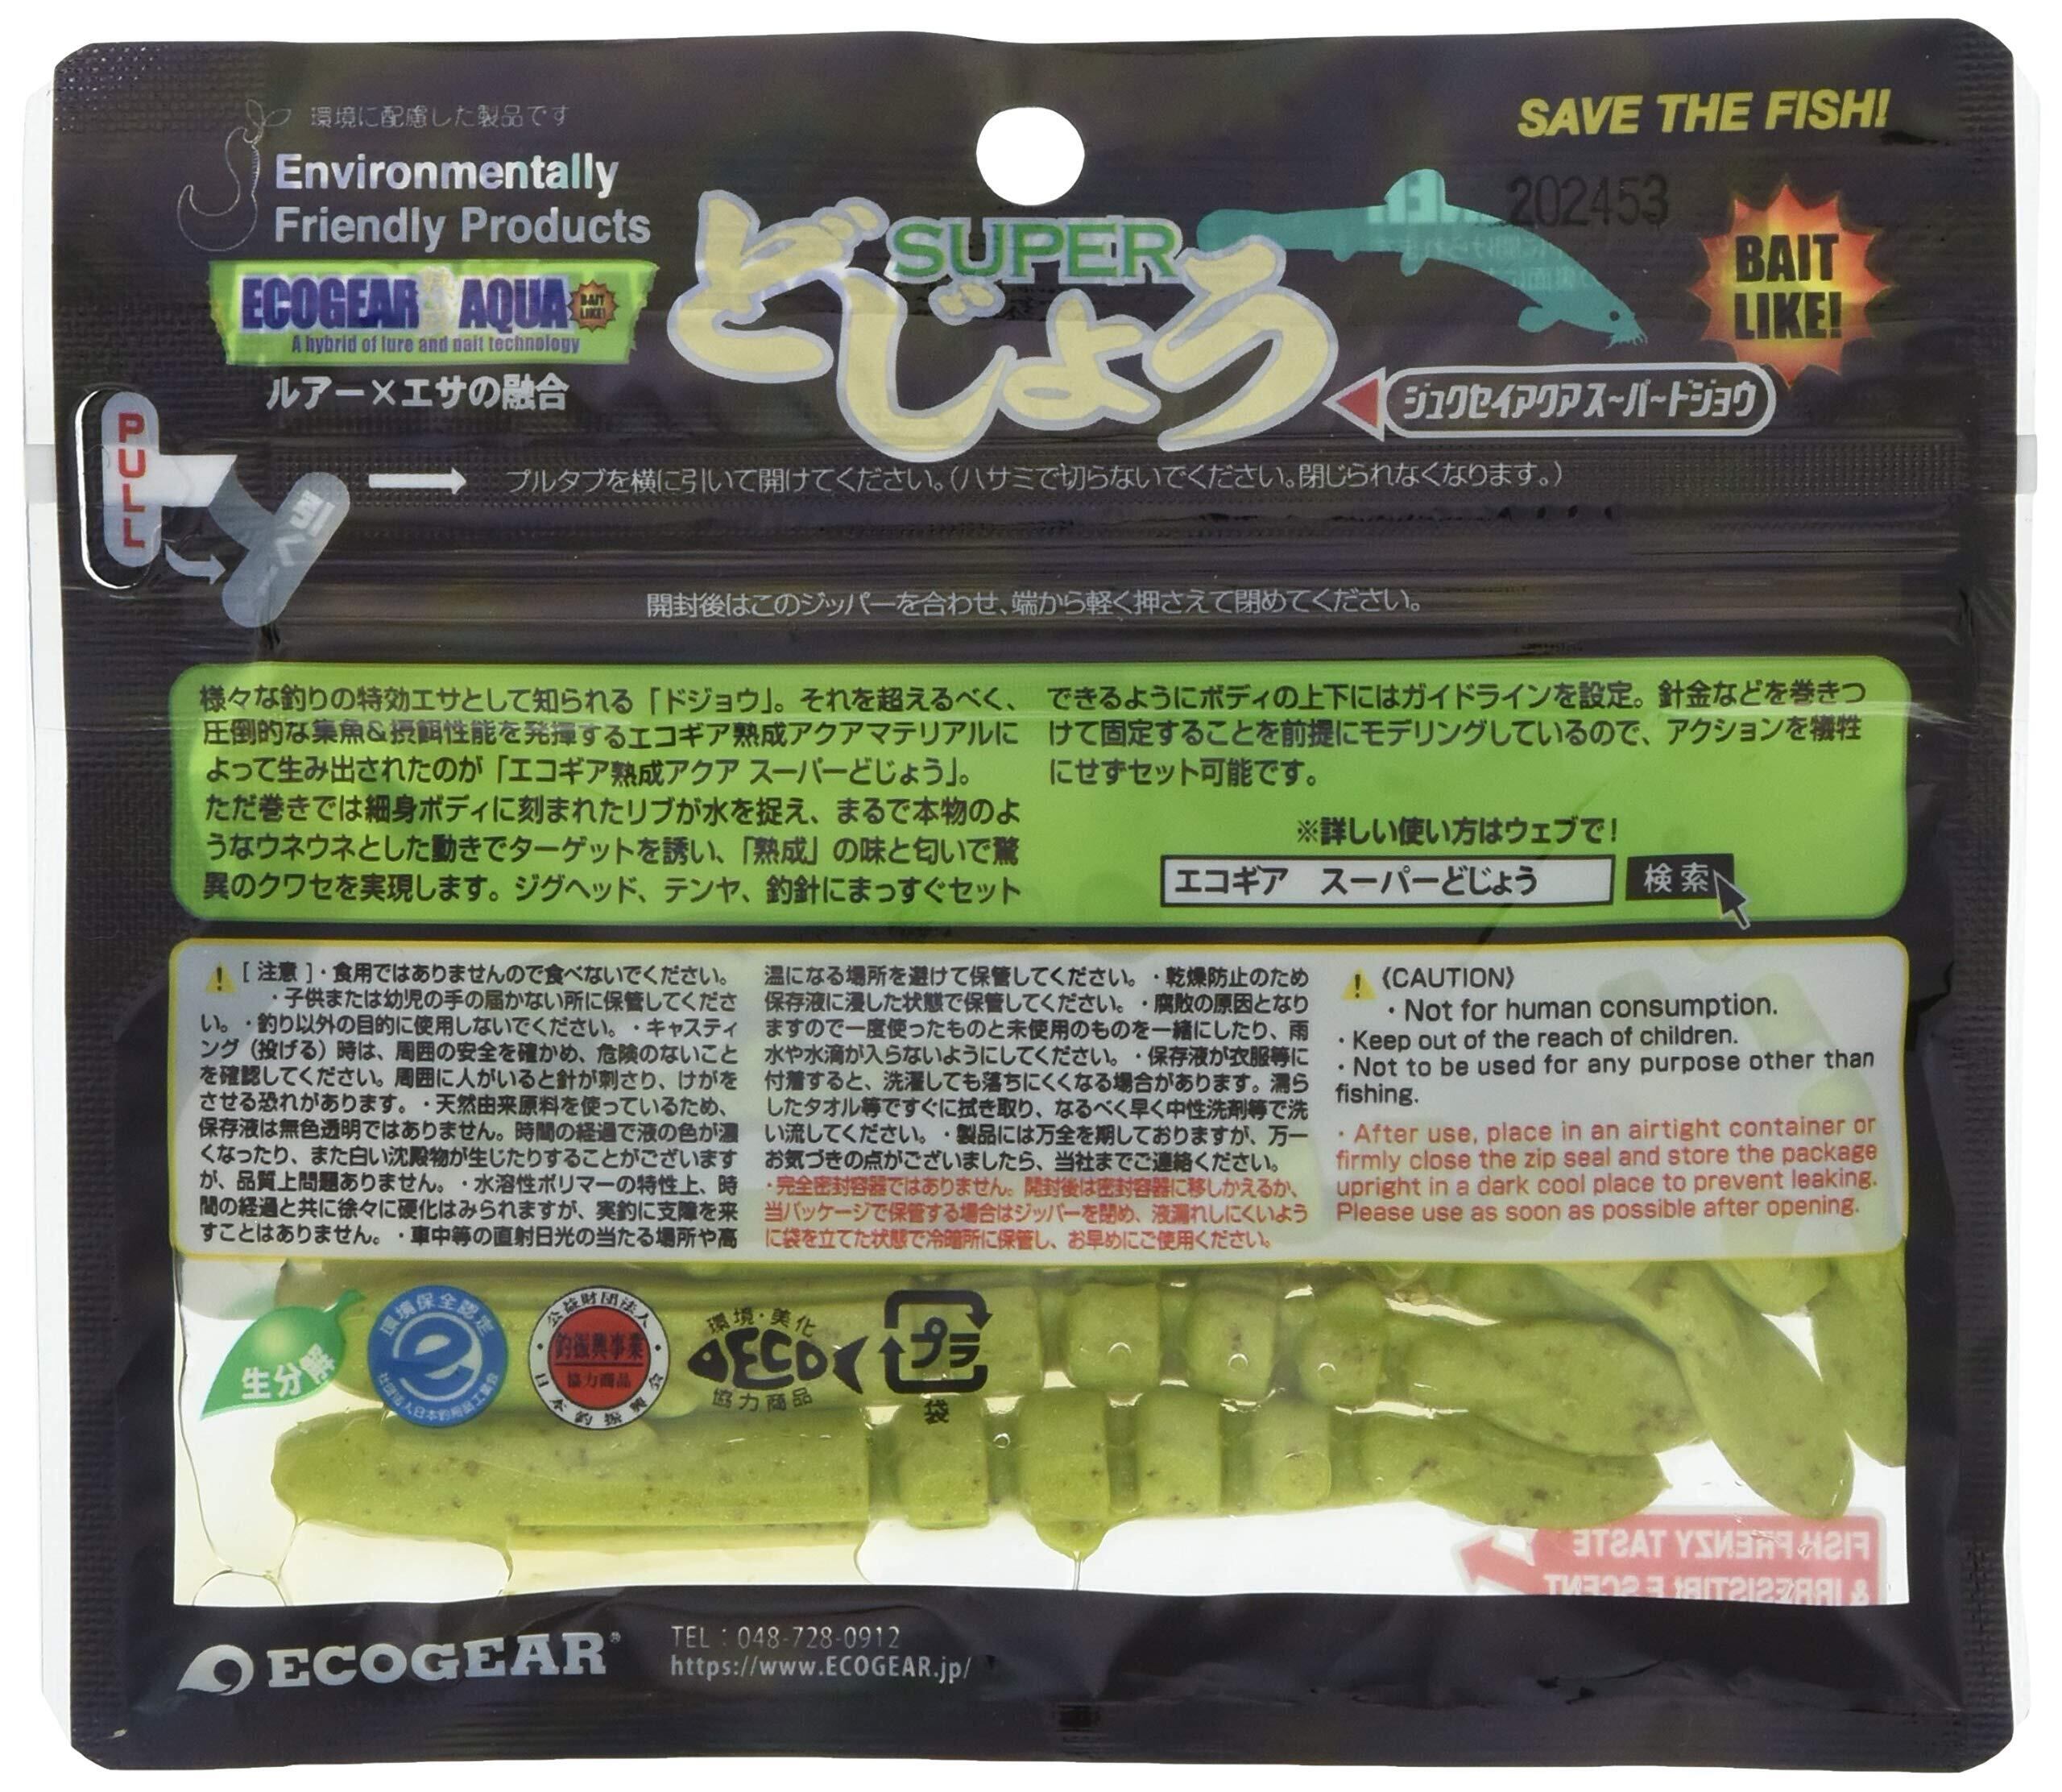 環境に配慮した製品です
Environmentally
Friendly Products
ECOGEAR AQUA BAIT LIKE!
A hybrid of lure and bait technology
ルアー×エサの融合
SUPER
どじょう
SAVE THE FISH!
202453
BAIT
LIKE!
ジュクセイアクアスーパードジョウ
PULL
引く
プルタブを横に引いて開けてください。(ハサミで切らないでください。閉じられなくなります。)
開封後はこのジッパーを合わせ、端から軽く押さえて閉めてください。
様々な釣りの特効エサとして知られる「ドジョウ」。それを超えるべく、
圧倒的な集魚&摂餌性能を発揮するエコギア熟成アクアマテリアルに
よって生み出されたのが「エコギア熟成アクア スーパーどじょう」。
ただ巻きでは細身ボディに刻まれたリブが水を捉え、まるで本物のよ
うなウネウネとした動きでターゲットを誘い、「熟成」の味と匂いで驚
異のクワセを実現します。ジグヘッド、テンヤ、釣針にまっすぐセット
できるようにボディの上下にはガイドラインを設定。針金などを巻きつ
けて固定することを前提にモデリングしているので、アクションを犠牲
にせずセット可能です。
※詳しい使い方はウェブで!
エコギア スーパーどじょう 検索
[ 注意 ]・食用ではありませんので食べないでください。
・子供または幼児の手の届かない所に保管してくださ
い。・釣り以外の目的に使用しないでください。・キャスティ
ング(投げる)時は、周囲の安全を確かめ、危険のないこと
を確認してください。周囲に人がいると針が刺さり、けがを
させる恐れがあります。・天然由来原料を使っているため、
保存液は無色透明ではありません。時間の経過で液の色が濃
くなったり、また白い沈殿物が生じたりすることがございます
が、品質上問題ありません。・水溶性ポリマーの特性上、時
間の経過と共に徐々に硬化はみられますが、実釣に支障を来
すことはありません。・車中等の直射日光の当たる場所や高
温になる場所を避けて保管してください。・乾燥防止のため
保存液に浸した状態で保管してください。・腐敗の原因となり
ますので一度使ったものと未使用のものを一緒にしたり、雨
水や水滴が入らないようにしてください。・保存液が衣服等に
付着すると、洗濯しても落ちにくくなる場合があります。濡ら
したタオル等ですぐに拭き取り、なるべく早く中性洗剤等で洗
い流してください。・製品には万全を期しておりますが、万一
お気づきの点がございましたら、当社までご連絡ください。
・完全密封容器ではありません。開封後は密封容器に移しかえるか、
当パッケージで保管する場合はジッパーを閉め、液漏れしにくいよう
に袋を立てた状態で冷暗所に保管し、お早めにご使用ください。
《CAUTION》
・Not for human consumption.
・Keep out of the reach of children.
・Not to be used for any purpose other than
fishing.
・After use, place in an airtight container or
firmly close the zip seal and store the package
upright in a dark cool place to prevent leaking.
Please use as soon as possible after opening.
生分解
環境保全認定
e
公益財団法人
釣振興事業
協力商品
日本釣振興会
環境・美化
ECO
協力商品
プラ
袋
FISH FRENZY TASTE
& IRRESISTIBLE SCENT
ECOGEAR®
TEL:048-728-0912
https://www.ECOGEAR.jp/